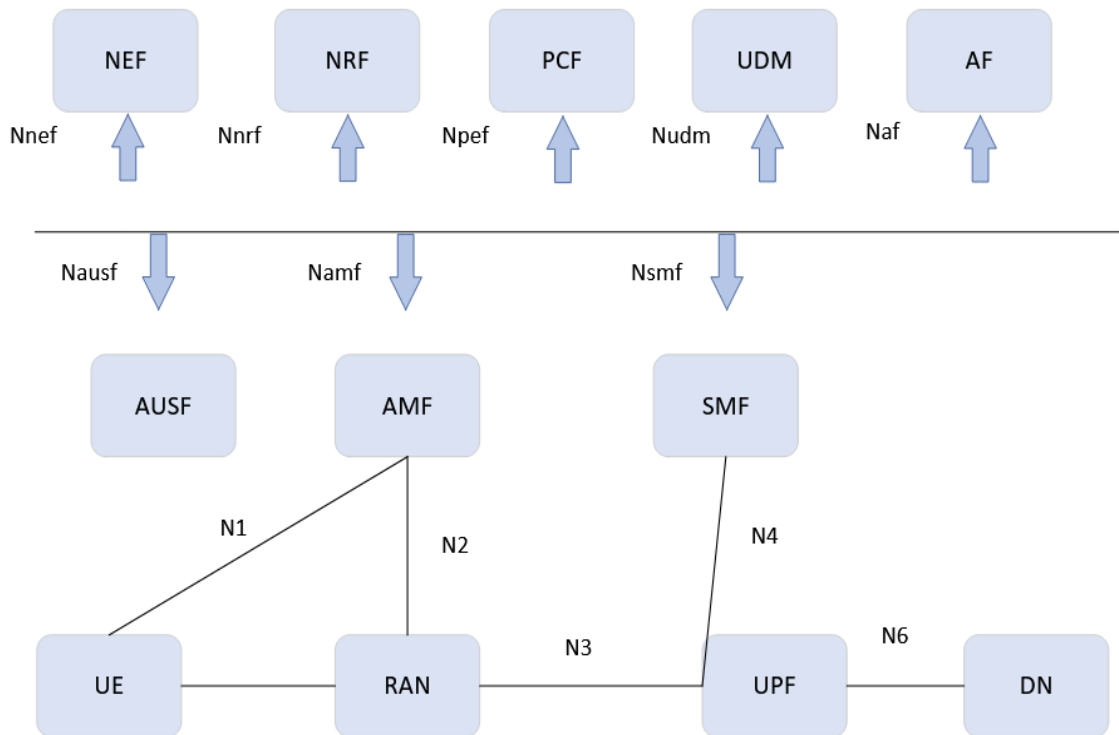 NEF
NRF
PCF
UDM
AF
Nnef
Nnrf
Npef
Nudm
Naf
Nausf
Namf
Nsmf
AUSF
AMF
SMF
N1
N2
N4
N3
N6
UE
RAN
UPF
DN